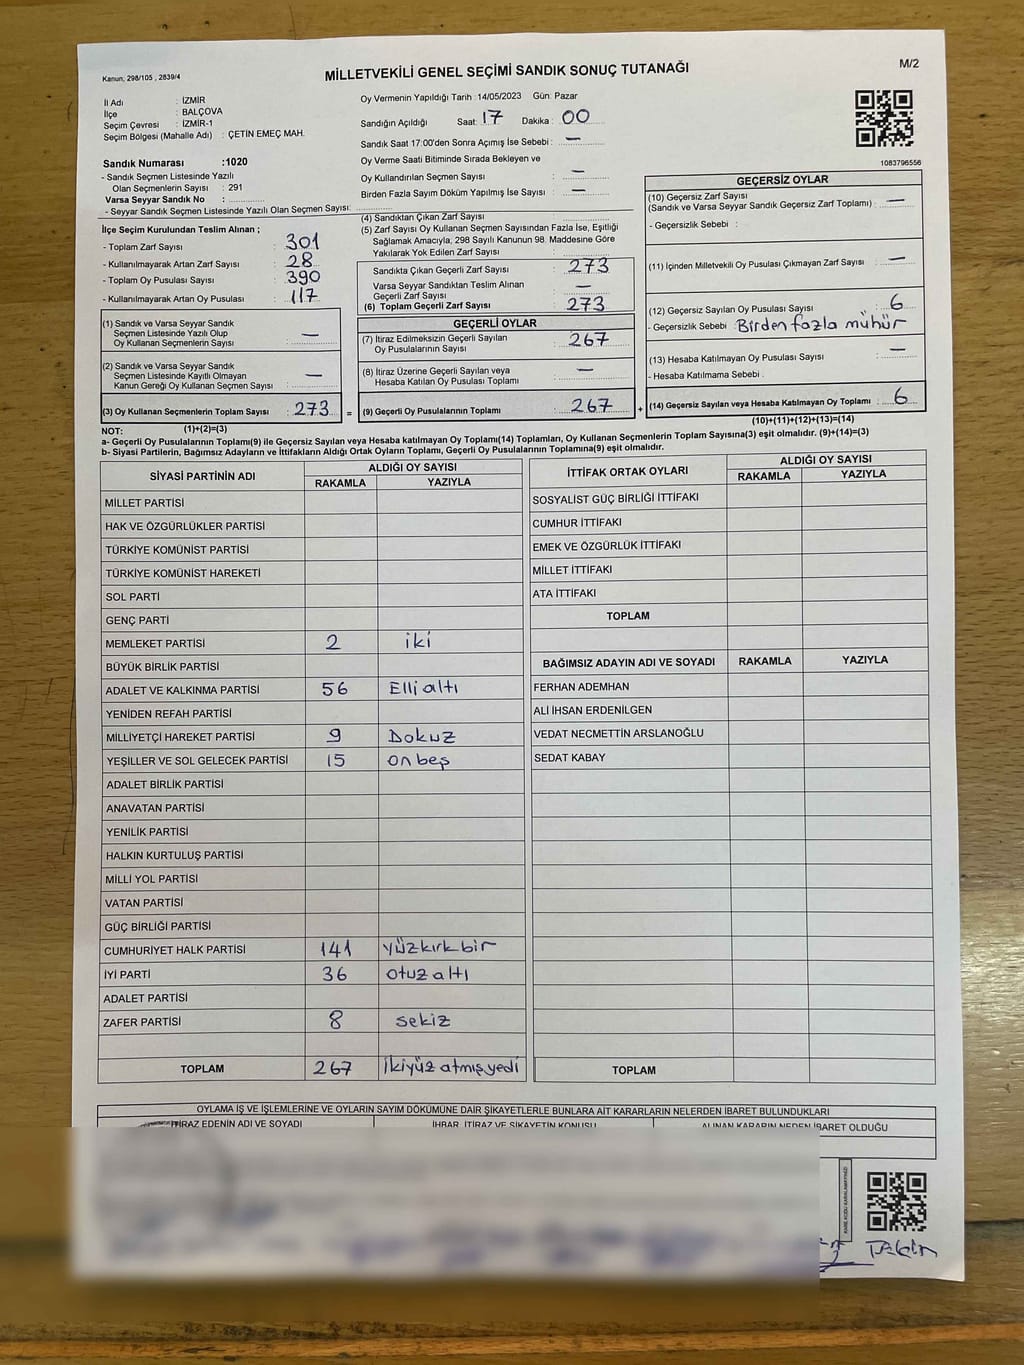 Kanun; 298/105 , 2839/4
MİLLETVEKİLİ GENEL SEÇİMİ SANDIK SONUÇ TUTANAĞI
M/2
İl Adı : İZMİR
İlçe : BALÇOVA
Seçim Çevresi : İZMİR-1
Seçim Bölgesi (Mahalle Adı) : ÇETİN EMEÇ MAH.
Sandık Numarası :1020
- Sandık Seçmen Listesinde Yazılı
Olan Seçmenlerin Sayısı : 291
Varsa Seyyar Sandık No :
- Seyyar Sandık Seçmen Listesinde Yazılı Olan Seçmen Sayısı:
Oy Vermenin Yapıldığı Tarih :14/05/2023 Gün: Pazar
Sandığın Açıldığı Saat: 17 Dakika : 00
Sandık Saat 17:00'den Sonra Açımış İse Sebebi : —
Oy Verme Saati Bitiminde Sırada Bekleyen ve
Oy Kullandırılan Seçmen Sayısı : —
Birden Fazla Sayım Döküm Yapılmış İse Sayısı : —
1083796556
İlçe Seçim Kurulundan Teslim Alınan ;
- Toplam Zarf Sayısı : 301
- Kullanılmayarak Artan Zarf Sayısı : 28
- Toplam Oy Pusulası Sayısı : 390
- Kullanılmayarak Artan Oy Pusulası : 117
(1) Sandık ve Varsa Seyyar Sandık
Seçmen Listesinde Yazılı Olup
Oy Kullanan Seçmenlerin Sayısı : —
(2) Sandık ve Varsa Seyyar Sandık
Seçmen Listesinde Kayıtlı Olmayan
Kanun Gereği Oy Kullanan Seçmen Sayısı : —
(3) Oy Kullanan Seçmenlerin Toplam Sayısı : 273 =
(1)+(2)=(3)
(4) Sandıktan Çıkan Zarf Sayısı :
(5) Zarf Sayısı Oy Kullanan Seçmen Sayısından Fazla İse, Eşitliği
Sağlamak Amacıyla, 298 Sayılı Kanunun 98. Maddesine Göre
Yakılarak Yok Edilen Zarf Sayısı :
Sandıkta Çıkan Geçerli Zarf Sayısı : 273
Varsa Seyyar Sandıktan Teslim Alınan
Geçerli Zarf Sayısı : —
(6) Toplam Geçerli Zarf Sayısı : 273
GEÇERLİ OYLAR
(7) İtiraz Edilmeksizin Geçerli Sayılan
Oy Pusulalarının Sayısı : 267
(8) İtiraz Üzerine Geçerli Sayılan veya
Hesaba Katılan Oy Pusulası Toplamı : —
(9) Geçerli Oy Pusulalarının Toplamı : 267 +
GEÇERSİZ OYLAR
(10) Geçersiz Zarf Sayısı
(Sandık ve Varsa Seyyar Sandık Geçersiz Zarf Toplamı) : —
- Geçersizlik Sebebi :
(11) İçinden Milletvekili Oy Pusulası Çıkmayan Zarf Sayısı : —
(12) Geçersiz Sayılan Oy Pusulası Sayısı : 6
- Geçersizlik Sebebi : Birden fazla mühür
(13) Hesaba Katılmayan Oy Pusulası Sayısı : —
- Hesaba Katılmama Sebebi :
(14) Geçersiz Sayılan veya Hesaba Katılmayan Oy Toplamı : 6
(10)+(11)+(12)+(13)=(14)
NOT:
a- Geçerli Oy Pusulalarının Toplamı(9) ile Geçersiz Sayılan veya Hesaba katılmayan Oy Toplamı(14) Toplamları, Oy Kullanan Seçmenlerin Toplam Sayısına(3) eşit olmalıdır. (9)+(14)=(3)
b- Siyasi Partilerin, Bağımsız Adayların ve İttifakların Aldığı Oyların Toplamı, Geçerli Oy Pusulalarının Toplamına(9) eşit olmalıdır.
SİYASİ PARTİNİN ADI ALDIĞI OY SAYISI
RAKAMLA YAZIYLA
MİLLET PARTİSİ
HAK VE ÖZGÜRLÜKLER PARTİSİ
TÜRKİYE KOMÜNİST PARTİSİ
TÜRKİYE KOMÜNİST HAREKETİ
SOL PARTİ
GENÇ PARTİ
MEMLEKET PARTİSİ 2 iki
BÜYÜK BİRLİK PARTİSİ
ADALET VE KALKINMA PARTİSİ 56 Elli altı
YENİDEN REFAH PARTİSİ
MİLLİYETÇİ HAREKET PARTİSİ 9 Dokuz
YEŞİLLER VE SOL GELECEK PARTİSİ 15 on beş
ADALET BİRLİK PARTİSİ
ANAVATAN PARTİSİ
YENİLİK PARTİSİ
HALKIN KURTULUŞ PARTİSİ
MİLLİ YOL PARTİSİ
VATAN PARTİSİ
GÜÇ BİRLİĞİ PARTİSİ
CUMHURİYET HALK PARTİSİ 141 yüzkırkbir
İYİ PARTİ 36 otuz altı
ADALET PARTİSİ
ZAFER PARTİSİ 8 sekiz
TOPLAM 267 İkiyüz atmış yedi
İTTİFAK ORTAK OYLARI ALDIĞI OY SAYISI
RAKAMLA YAZIYLA
SOSYALİST GÜÇ BİRLİĞİ İTTİFAKI
CUMHUR İTTİFAKI
EMEK VE ÖZGÜRLÜK İTTİFAKI
MİLLET İTTİFAKI
ATA İTTİFAKI
TOPLAM
BAĞIMSIZ ADAYIN ADI VE SOYADI RAKAMLA YAZIYLA
FERHAN ADEMHAN
ALİ İHSAN ERDENİLGEN
VEDAT NECMETTİN ARSLANOĞLU
SEDAT KABAY
TOPLAM
OYLAMA İŞ VE İŞLEMLERİNE VE OYLARIN SAYIM DÖKÜMÜNE DAİR ŞİKAYETLERLE BUNLARA AİT KARARLARIN NELERDEN İBARET BULUNDUKLARI
İTİRAZ EDENİN ADI VE SOYADI İHBAR, İTİRAZ VE ŞİKAYETİN KONUSU ALINAN KARARIN NEDEN İBARET OLDUĞU